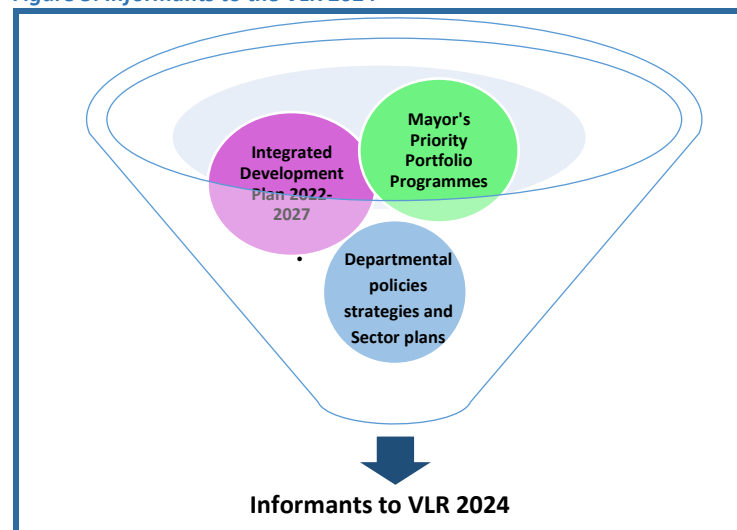 Integrated
Development
Plan 2022-
2027
Mayor's
Priority
Portfolio
Programmes
Departmental
policies
strategies and
Sector plans
Informants to VLR 2024